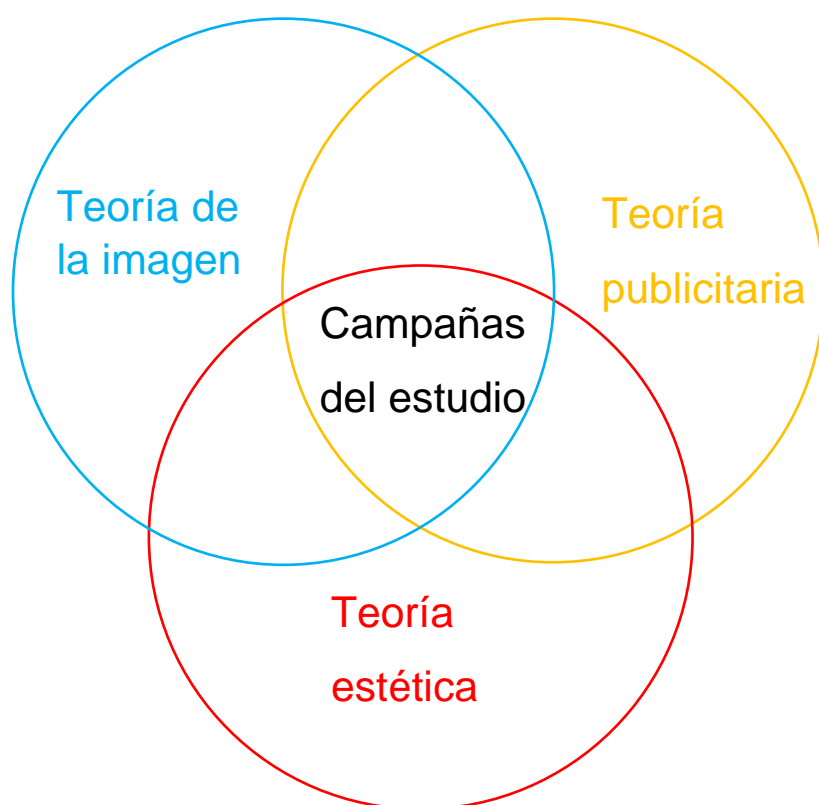 Teoría de
la imagen
Teoría
publicitaria
Campañas
del estudio
Teoría
estética